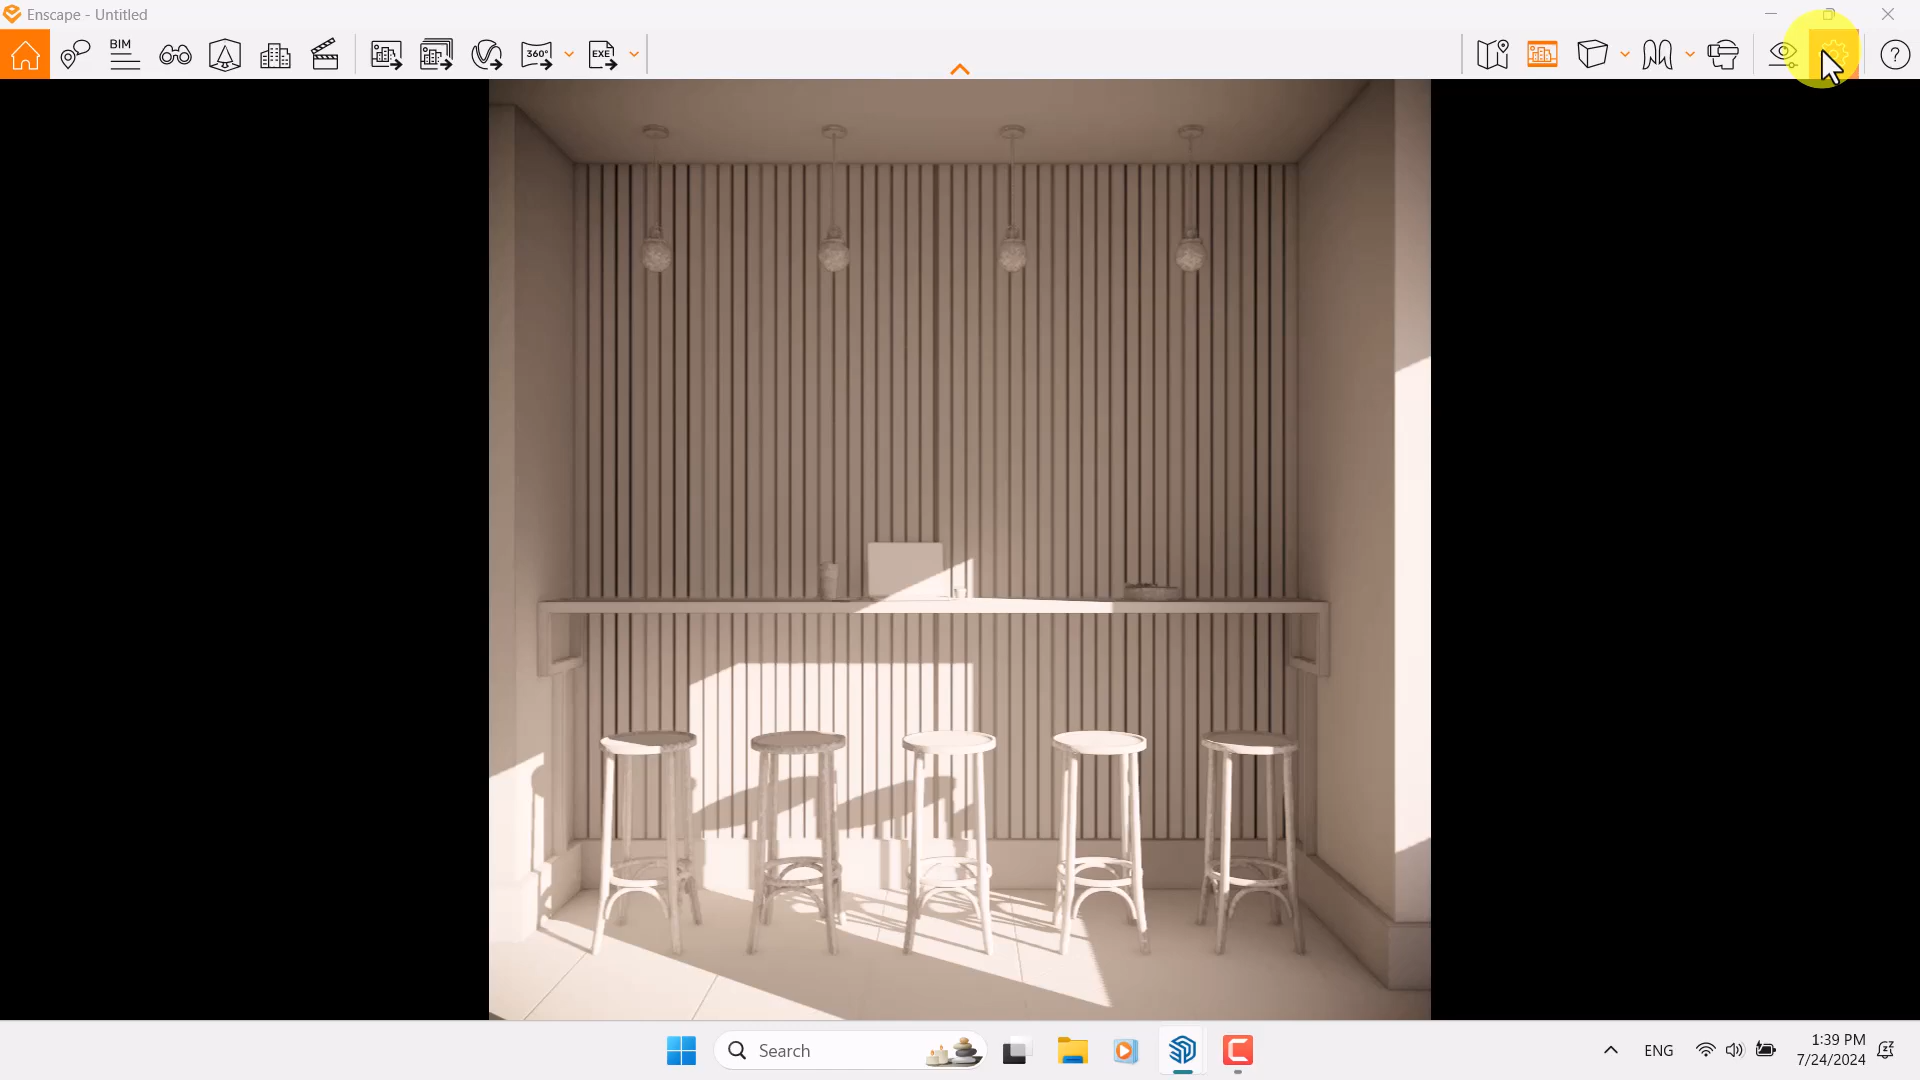 Enscape - Untitled
BIM
360°
EXE
?
Search
ENG
1:39 PM
7/24/2024